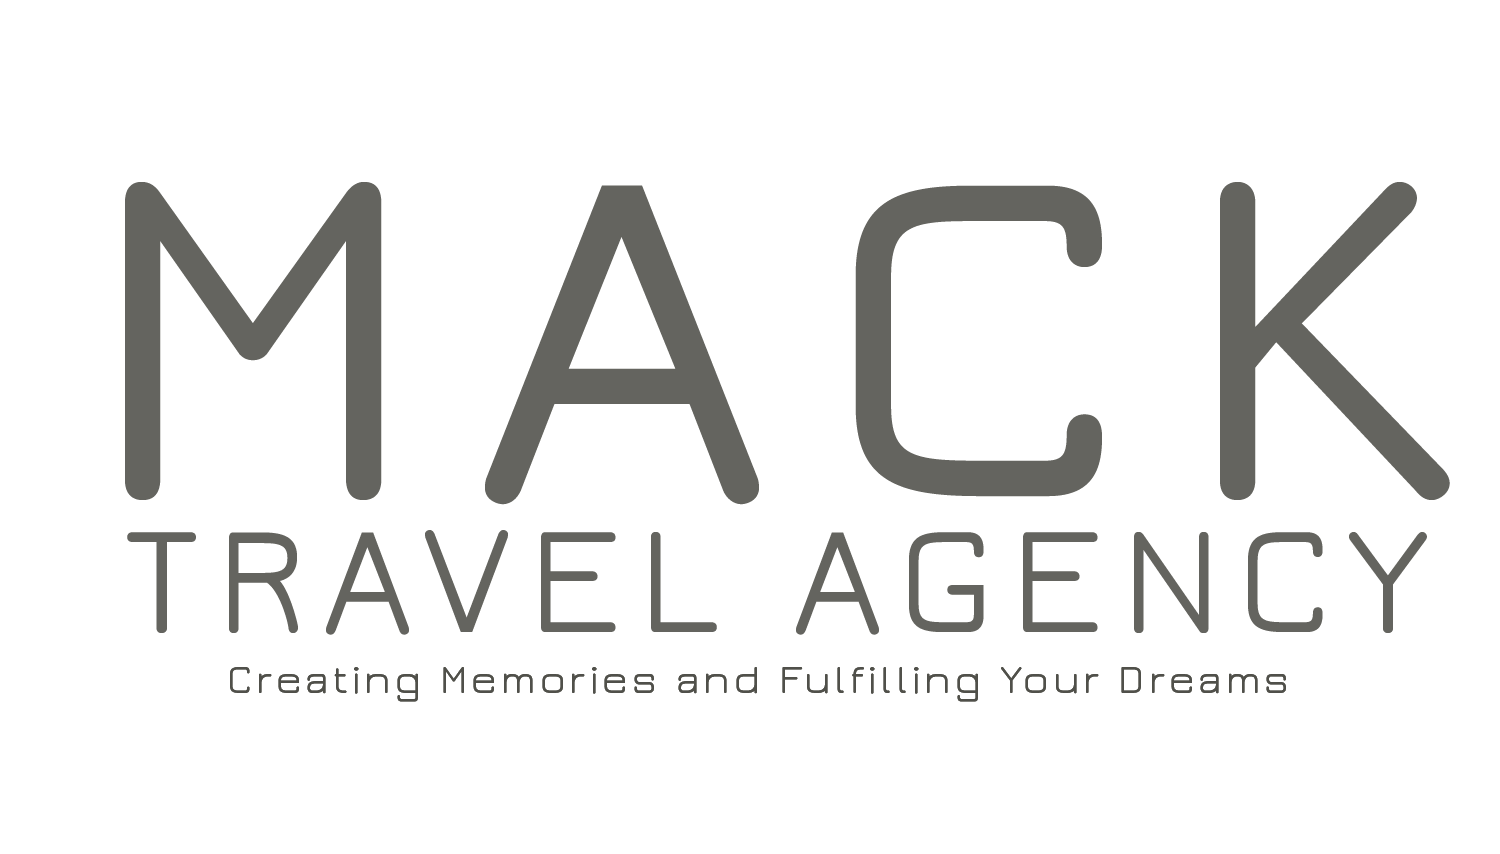 MACK
TRAVEL AGENCY
Creating Memories and Fulfilling Your Dreams